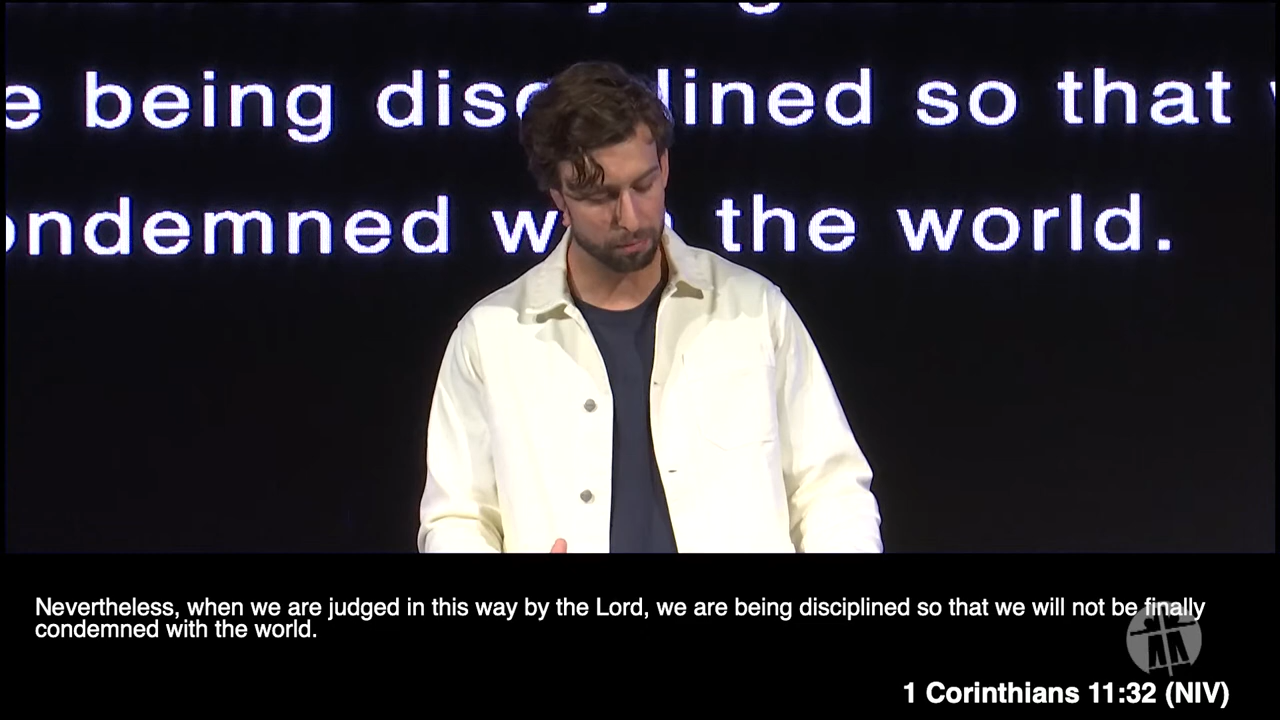 e being disc lined so that
ondemned w the world.
Nevertheless, when we are judged in this way by the Lord, we are being disciplined so that we will not be finally
condemned with the world.
1 Corinthians 11:32 (NIV)